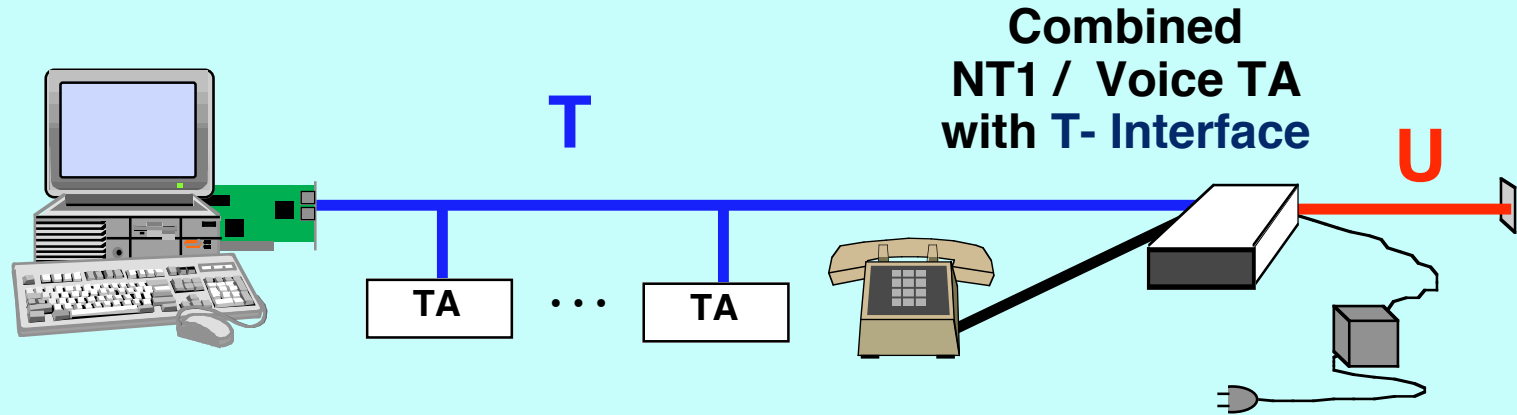 Combined
NT1 / Voice TA
with T- Interface
T
U
TA
. . .
TA